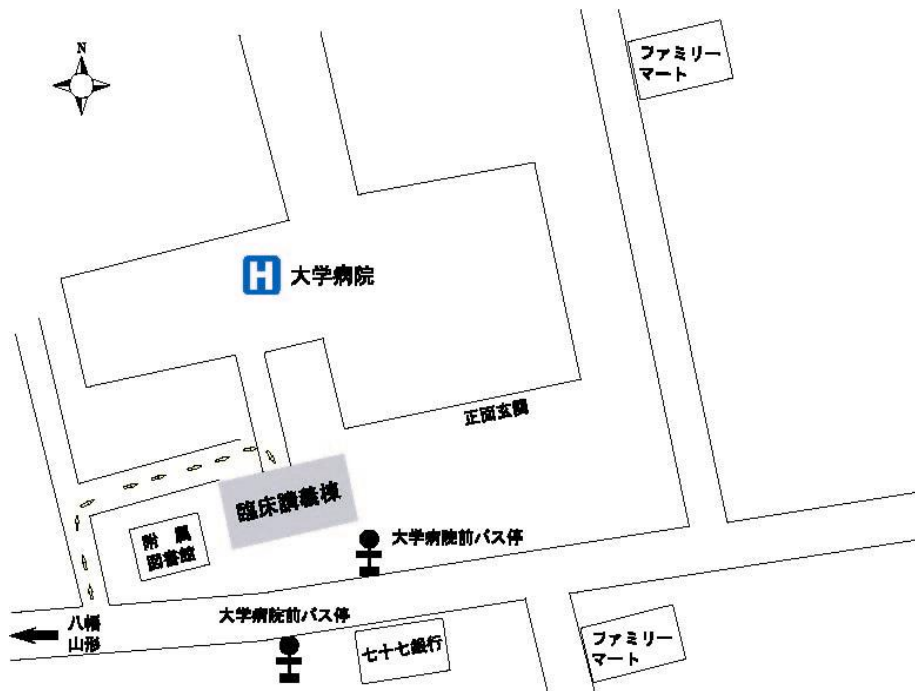 N
ファミリー
マート
H
大学病院
正面玄関
臨床講義棟
附属
図書館
大学病院前バス停
大学病院前バス停
八幡
山形
七十七銀行
ファミリー
マート